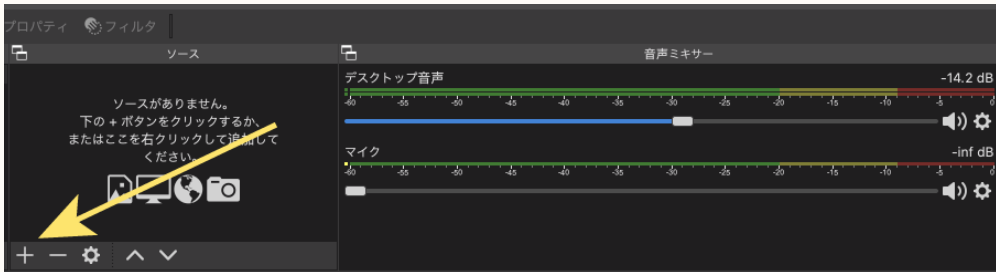 プロパティ フィルタ
ソース
ソースがありません。
下の + ボタンをクリックするか、
またはここを右クリックして追加して
ください。
音声ミキサー
デスクトップ音声 -14.2 dB
-60 -55 -50 -45 -40 -35 -30 -25 -20 -15 -10 -5 0
マイク -inf dB
-60 -55 -50 -45 -40 -35 -30 -25 -20 -15 -10 -5 0